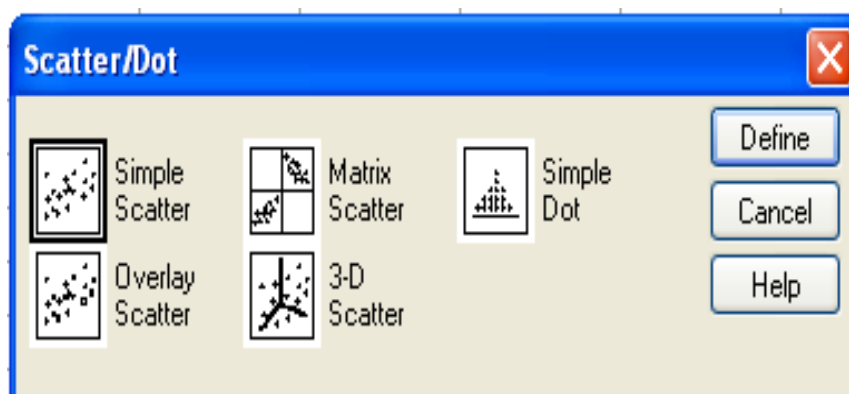 Scatter/Dot
Simple
Scatter
Matrix
Scatter
Simple
Dot
Overlay
Scatter
3-D
Scatter
Define
Cancel
Help